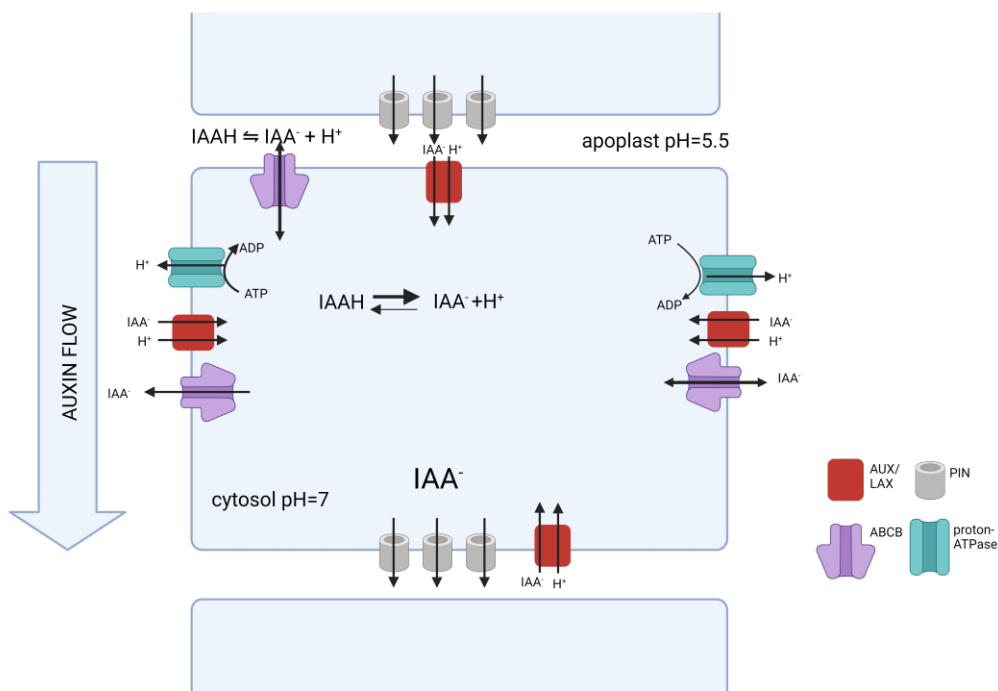 IAAH ⇋ IAA⁻ + H⁺
apoplast pH=5.5
IAA⁻ H⁺
AUXIN FLOW
H⁺
ADP
ATP
IAA⁻
H⁺
IAA⁻
ATP
ADP
H⁺
IAA⁻
H⁺
IAA⁻
IAAH
IAA⁻+H⁺
IAA⁻
cytosol pH=7
IAA⁻
H⁺
AUX/
LAX
PIN
ABCB
proton-
ATPase